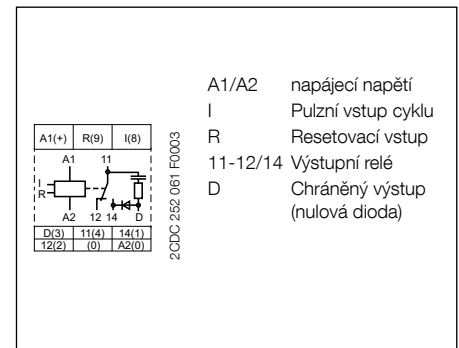 A1/A2 napájecí napětí
I Pulzní vstup cyklu
R Resetovací vstup
11-12/14 Výstupní relé
D Chráněný výstup
(nulová dioda)
A1(+) R(9) I(8)
A1 11
I
R
A2 12 14 D
D(3) 11(4) 14(1)
12(2) (0) A2(0)
2CDC 252 061 F0003